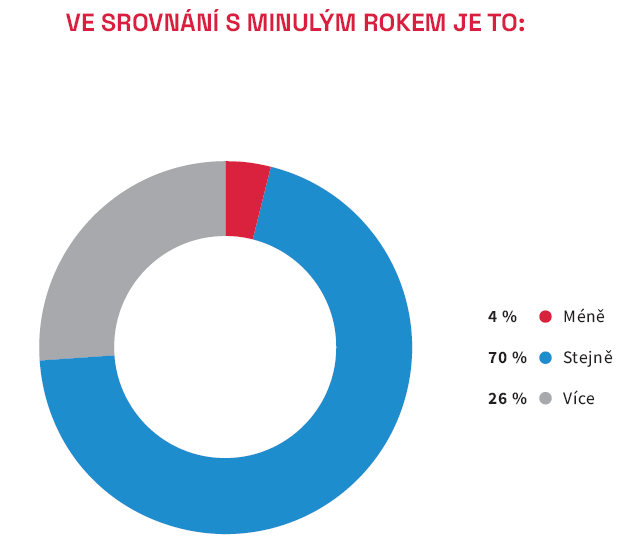 VE SROVNÁNÍ S MINULÝM ROKEM JE TO:
4 % Méně
70 % Stejně
26 % Více